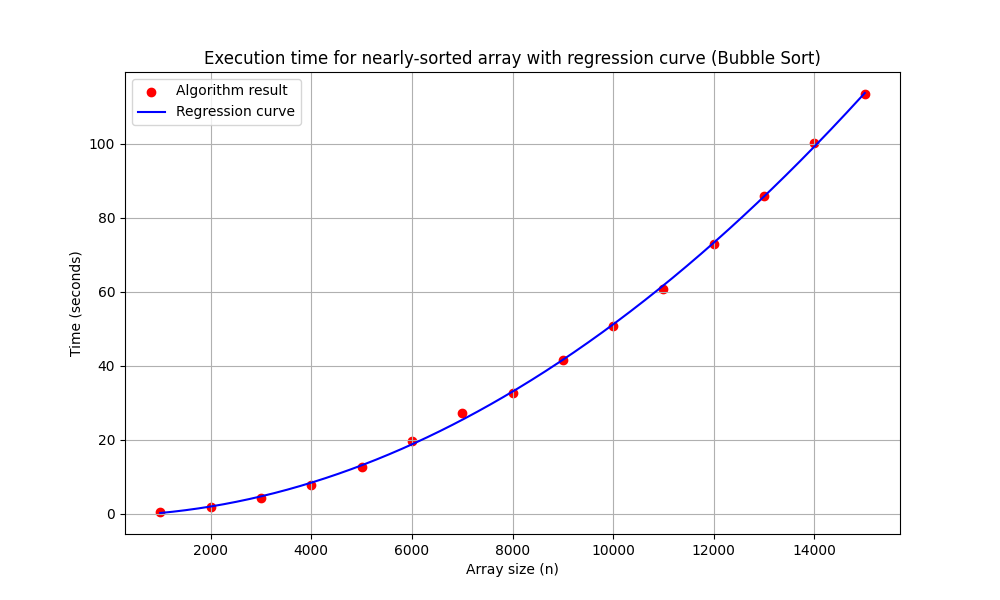 Execution time for nearly-sorted array with regression curve (Bubble Sort)
Algorithm result
Regression curve
100
80
60
40
20
0
Time (seconds)
2000 4000 6000 8000 10000 12000 14000
Array size (n)